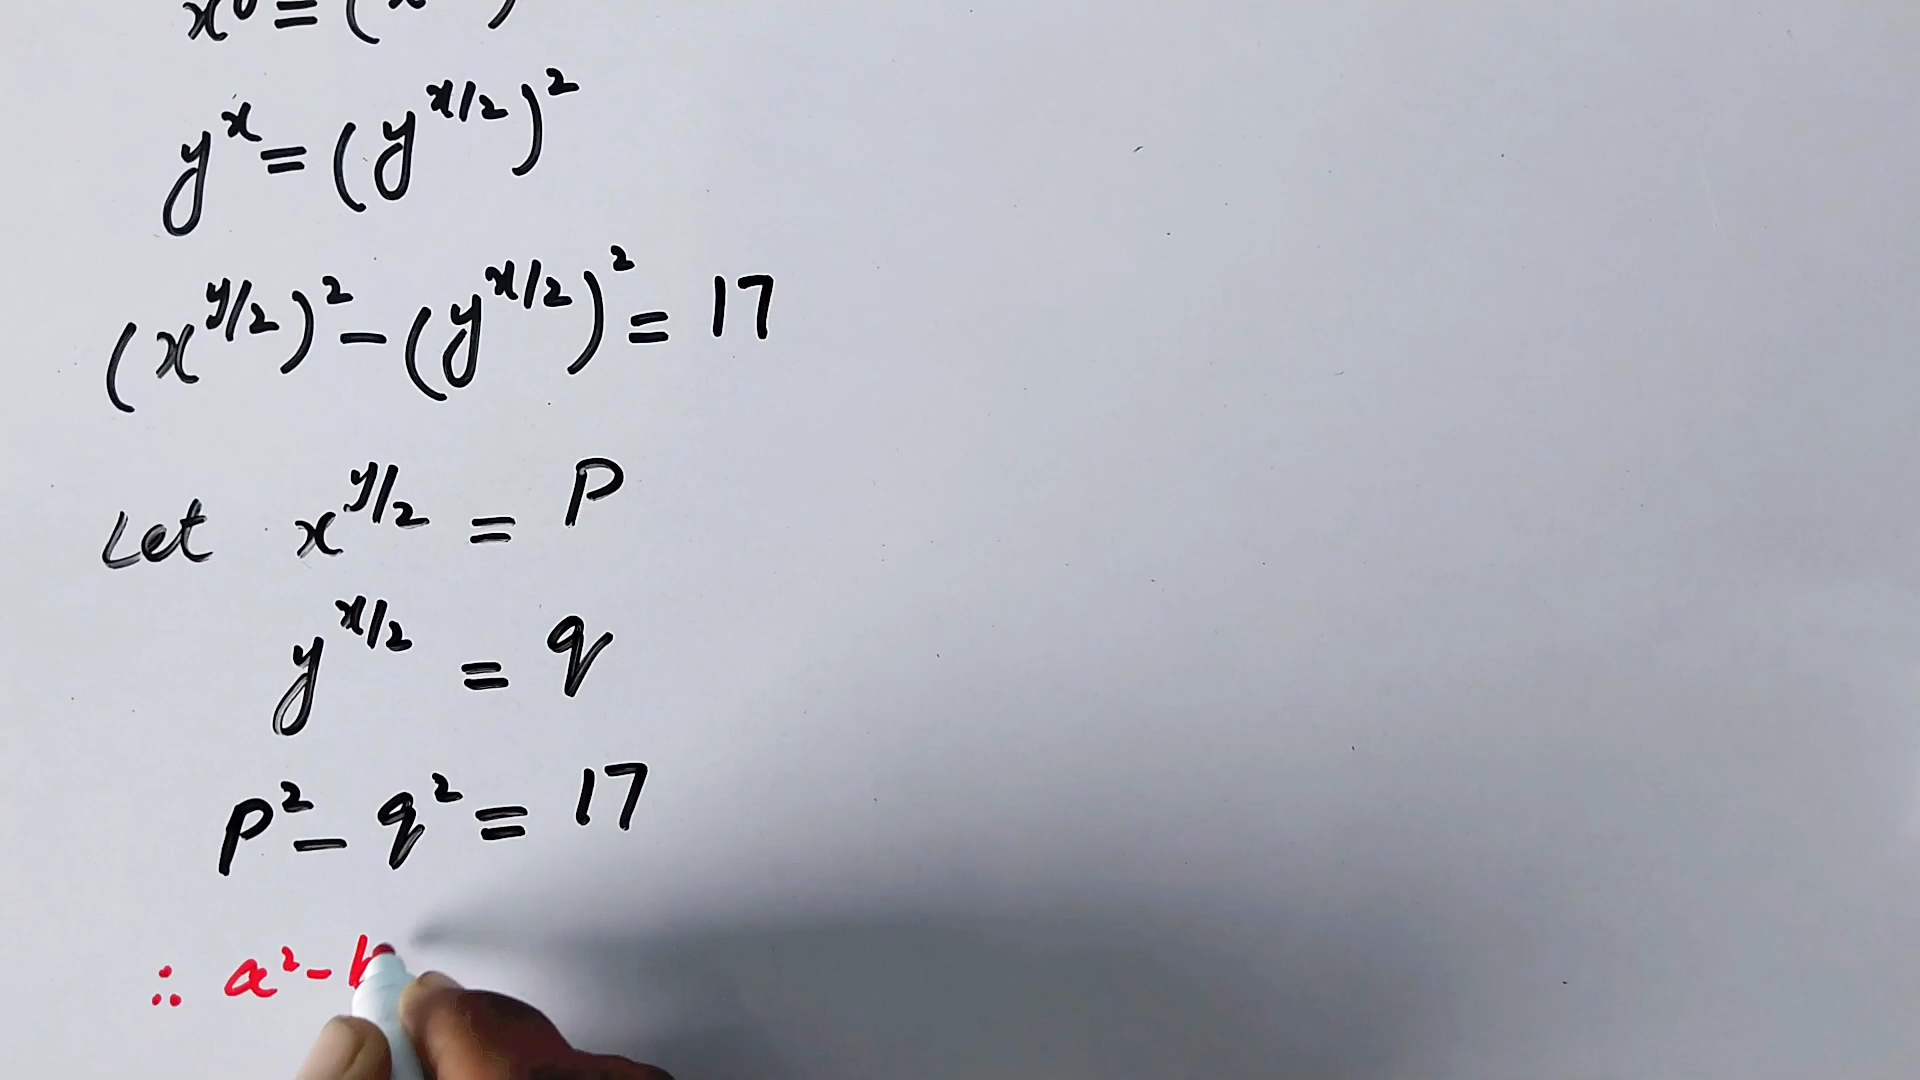 x^y = (x
y^x = (y^{x/2})^2
(x^{y/2})^2 - (y^{x/2})^2 = 17
Let x^{y/2} = P
y^{x/2} = q
P^2 - q^2 = 17
∴ a^2 - b